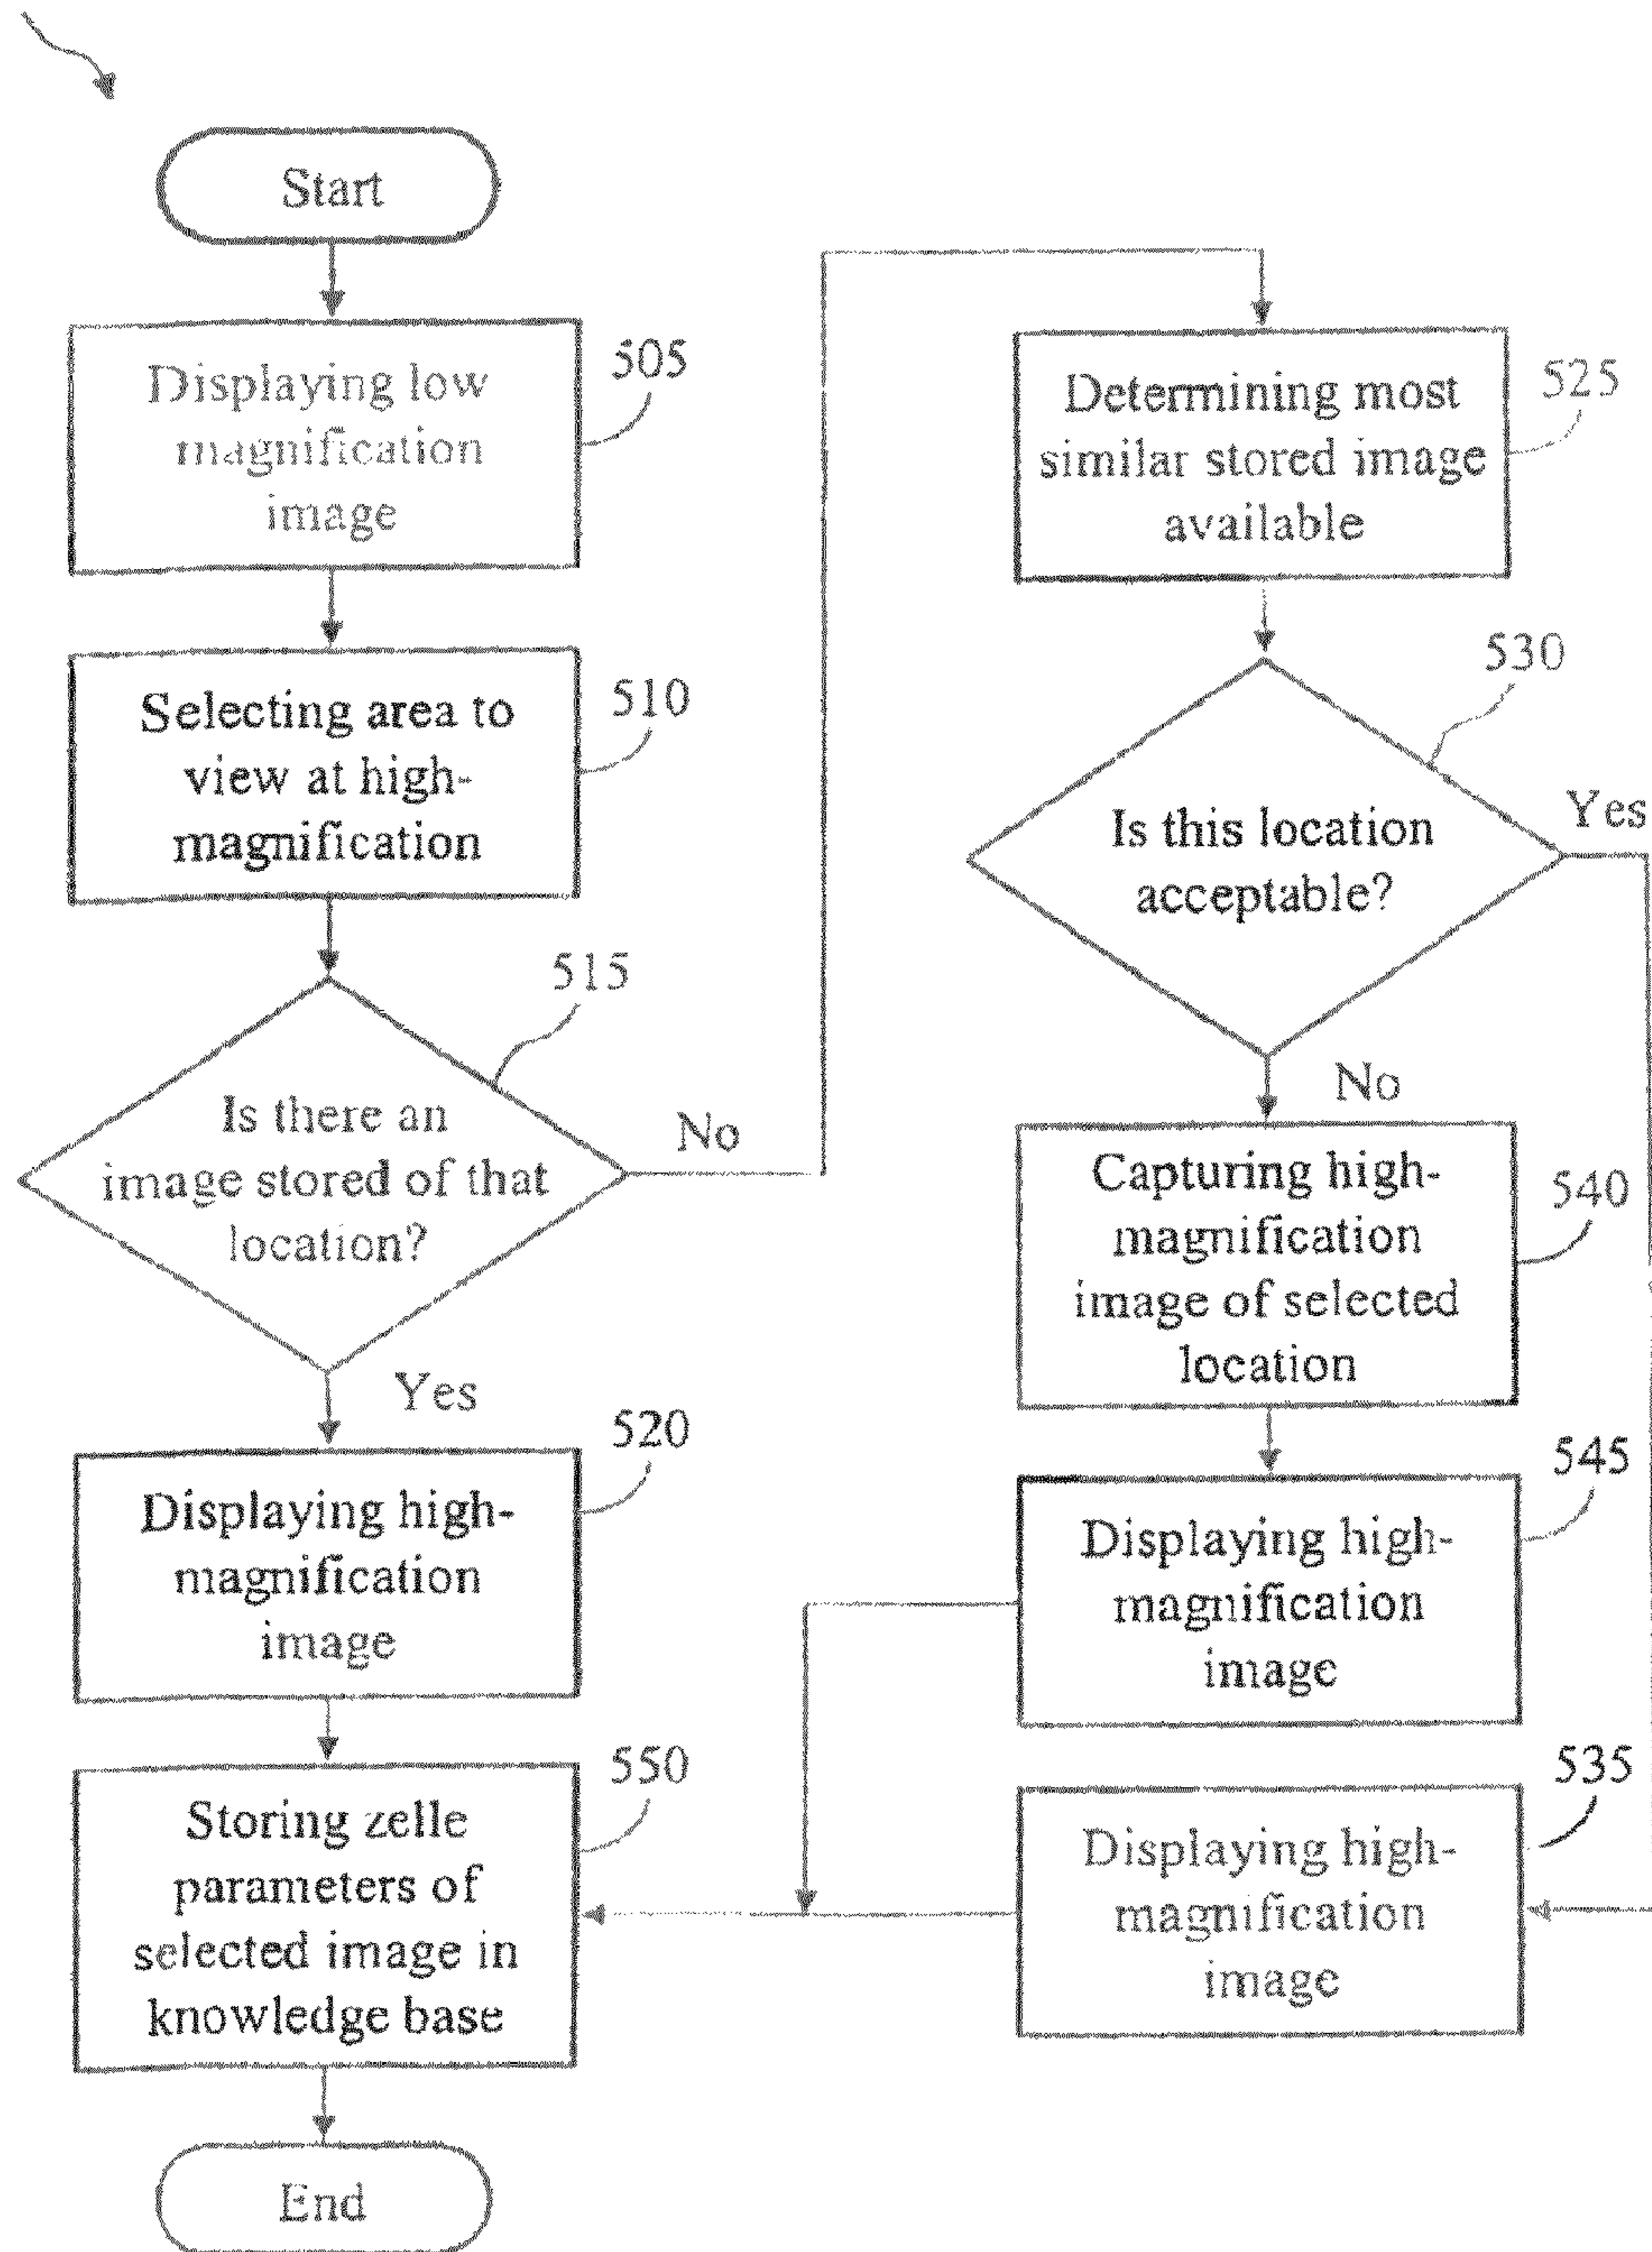 Start
Displaying low
magnification
image
505
Selecting area to
view at high-
magnification
510
515
Is there an
image stored of that
location?
No
Yes
520
Displaying high-
magnification
image
550
Storing zelle
parameters of
selected image in
knowledge base
End
525
Determining most
similar stored image
available
530
Is this location
acceptable?
Yes
No
540
Capturing high-
magnification
image of selected
location
545
Displaying high-
magnification
image
535
Displaying high-
magnification
image